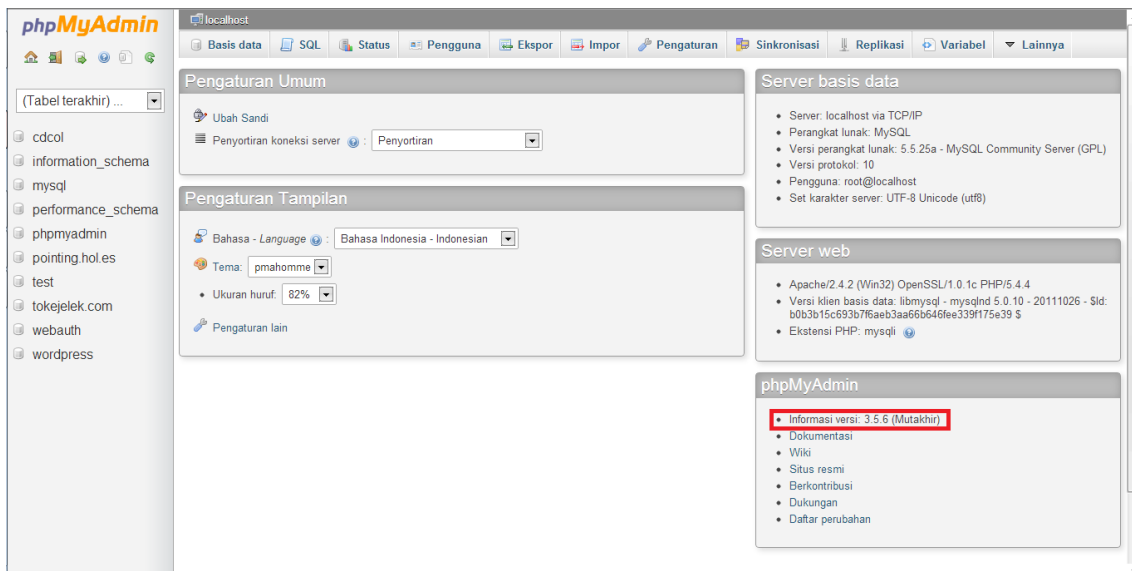 phpMyAdmin
(Tabel terakhir) ...
cdcol
information_schema
mysql
performance_schema
phpmyadmin
pointing.hol.es
test
tokejelek.com
webauth
wordpress
localhost
Basis data SQL Status Pengguna Ekspor Impor Pengaturan Sinkronisasi Replikasi Variabel Lainnya
Pengaturan Umum
Ubah Sandi
Penyortiran koneksi server : Penyortiran
Pengaturan Tampilan
Bahasa - Language : Bahasa Indonesia - Indonesian
Tema: pmahomme
• Ukuran huruf: 82%
Pengaturan lain
Server basis data
• Server: localhost via TCP/IP
• Perangkat lunak: MySQL
• Versi perangkat lunak: 5.5.25a - MySQL Community Server (GPL)
• Versi protokol: 10
• Pengguna: root@localhost
• Set karakter server: UTF-8 Unicode (utf8)
Server web
• Apache/2.4.2 (Win32) OpenSSL/1.0.1c PHP/5.4.4
• Versi klien basis data: libmysql - mysqlnd 5.0.10 - 20111026 - $Id:
b0b3b15c693b7f6aeb3aa66b646fee339f175e39 $
• Ekstensi PHP: mysqli
phpMyAdmin
• Informasi versi: 3.5.6 (Mutakhir)
• Dokumentasi
• Wiki
• Situs resmi
• Berkontribusi
• Dukungan
• Daftar perubahan